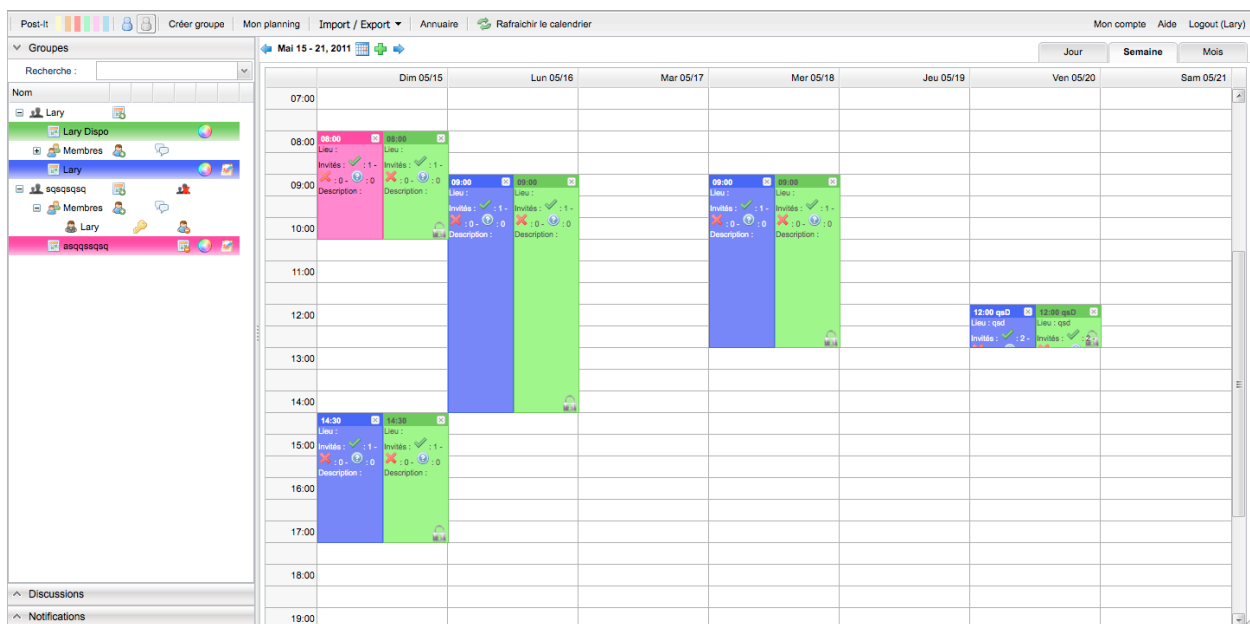 Post-It Créer groupe Mon planning Import / Export Annuaire Rafraichir le calendrier Mon compte Aide Logout (Lary)
Groupes
Recherche :
Nom
Lary
Lary Dispo
Membres
Lary
sqsqsqsq
Membres
Lary
asqqssqsq
Discussions
Notifications
Mai 15 - 21, 2011
Jour Semaine Mois
Dim 05/15 Lun 05/16 Mar 05/17 Mer 05/18 Jeu 05/19 Ven 05/20 Sam 05/21
07:00
08:00
09:00
10:00
11:00
12:00
13:00
14:00
15:00
16:00
17:00
18:00
19:00
08:00
Lieu :
Invités : : 1 -
: 0 - : 0
Description :
08:00
Lieu :
Invités : : 1 -
: 0 - : 0
Description :
14:30
Lieu :
Invités : : 1 -
: 0 - : 0
Description :
14:30
Lieu :
Invités : : 1 -
: 0 - : 0
Description :
09:00
Lieu :
Invités : : 1 -
: 0 - : 0
Description :
09:00
Lieu :
Invités : : 1 -
: 0 - : 0
Description :
09:00
Lieu :
Invités : : 1 -
: 0 - : 0
Description :
09:00
Lieu :
Invités : : 1 -
: 0 - : 0
Description :
12:00 qsD
Lieu : qsd
Invités : : 2 -
12:00 qsD
Lieu : qsd
Invités : : 2 -